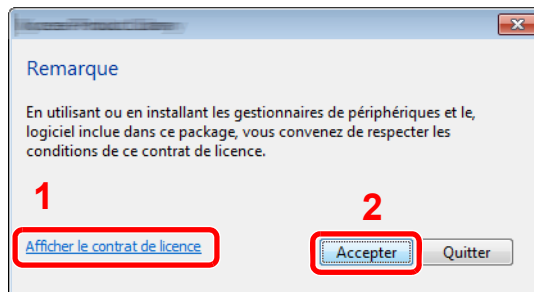 Remarque
En utilisant ou en installant les gestionnaires de périphériques et le,
logiciel inclue dans ce package, vous convenez de respecter les
conditions de ce contrat de licence.
1
2
Afficher le contrat de licence
Accepter
Quitter